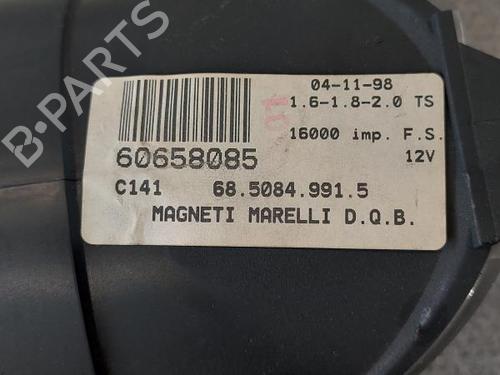 04-11-98
1.6-1.8-2.0 TS
16000 imp. F.S.
60658085
12V
C141 68.5084.991.5
MAGNETI MARELLI D.Q.B.
B-PARTS